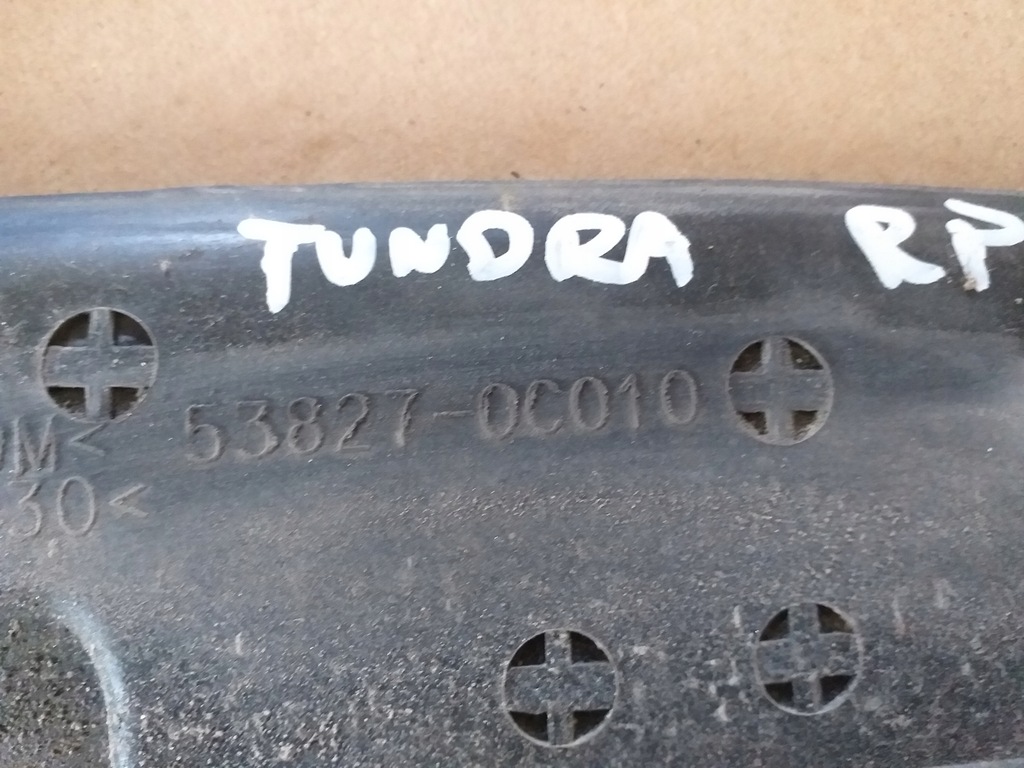 TUNDRA RP
53827-0C010
M<
30<